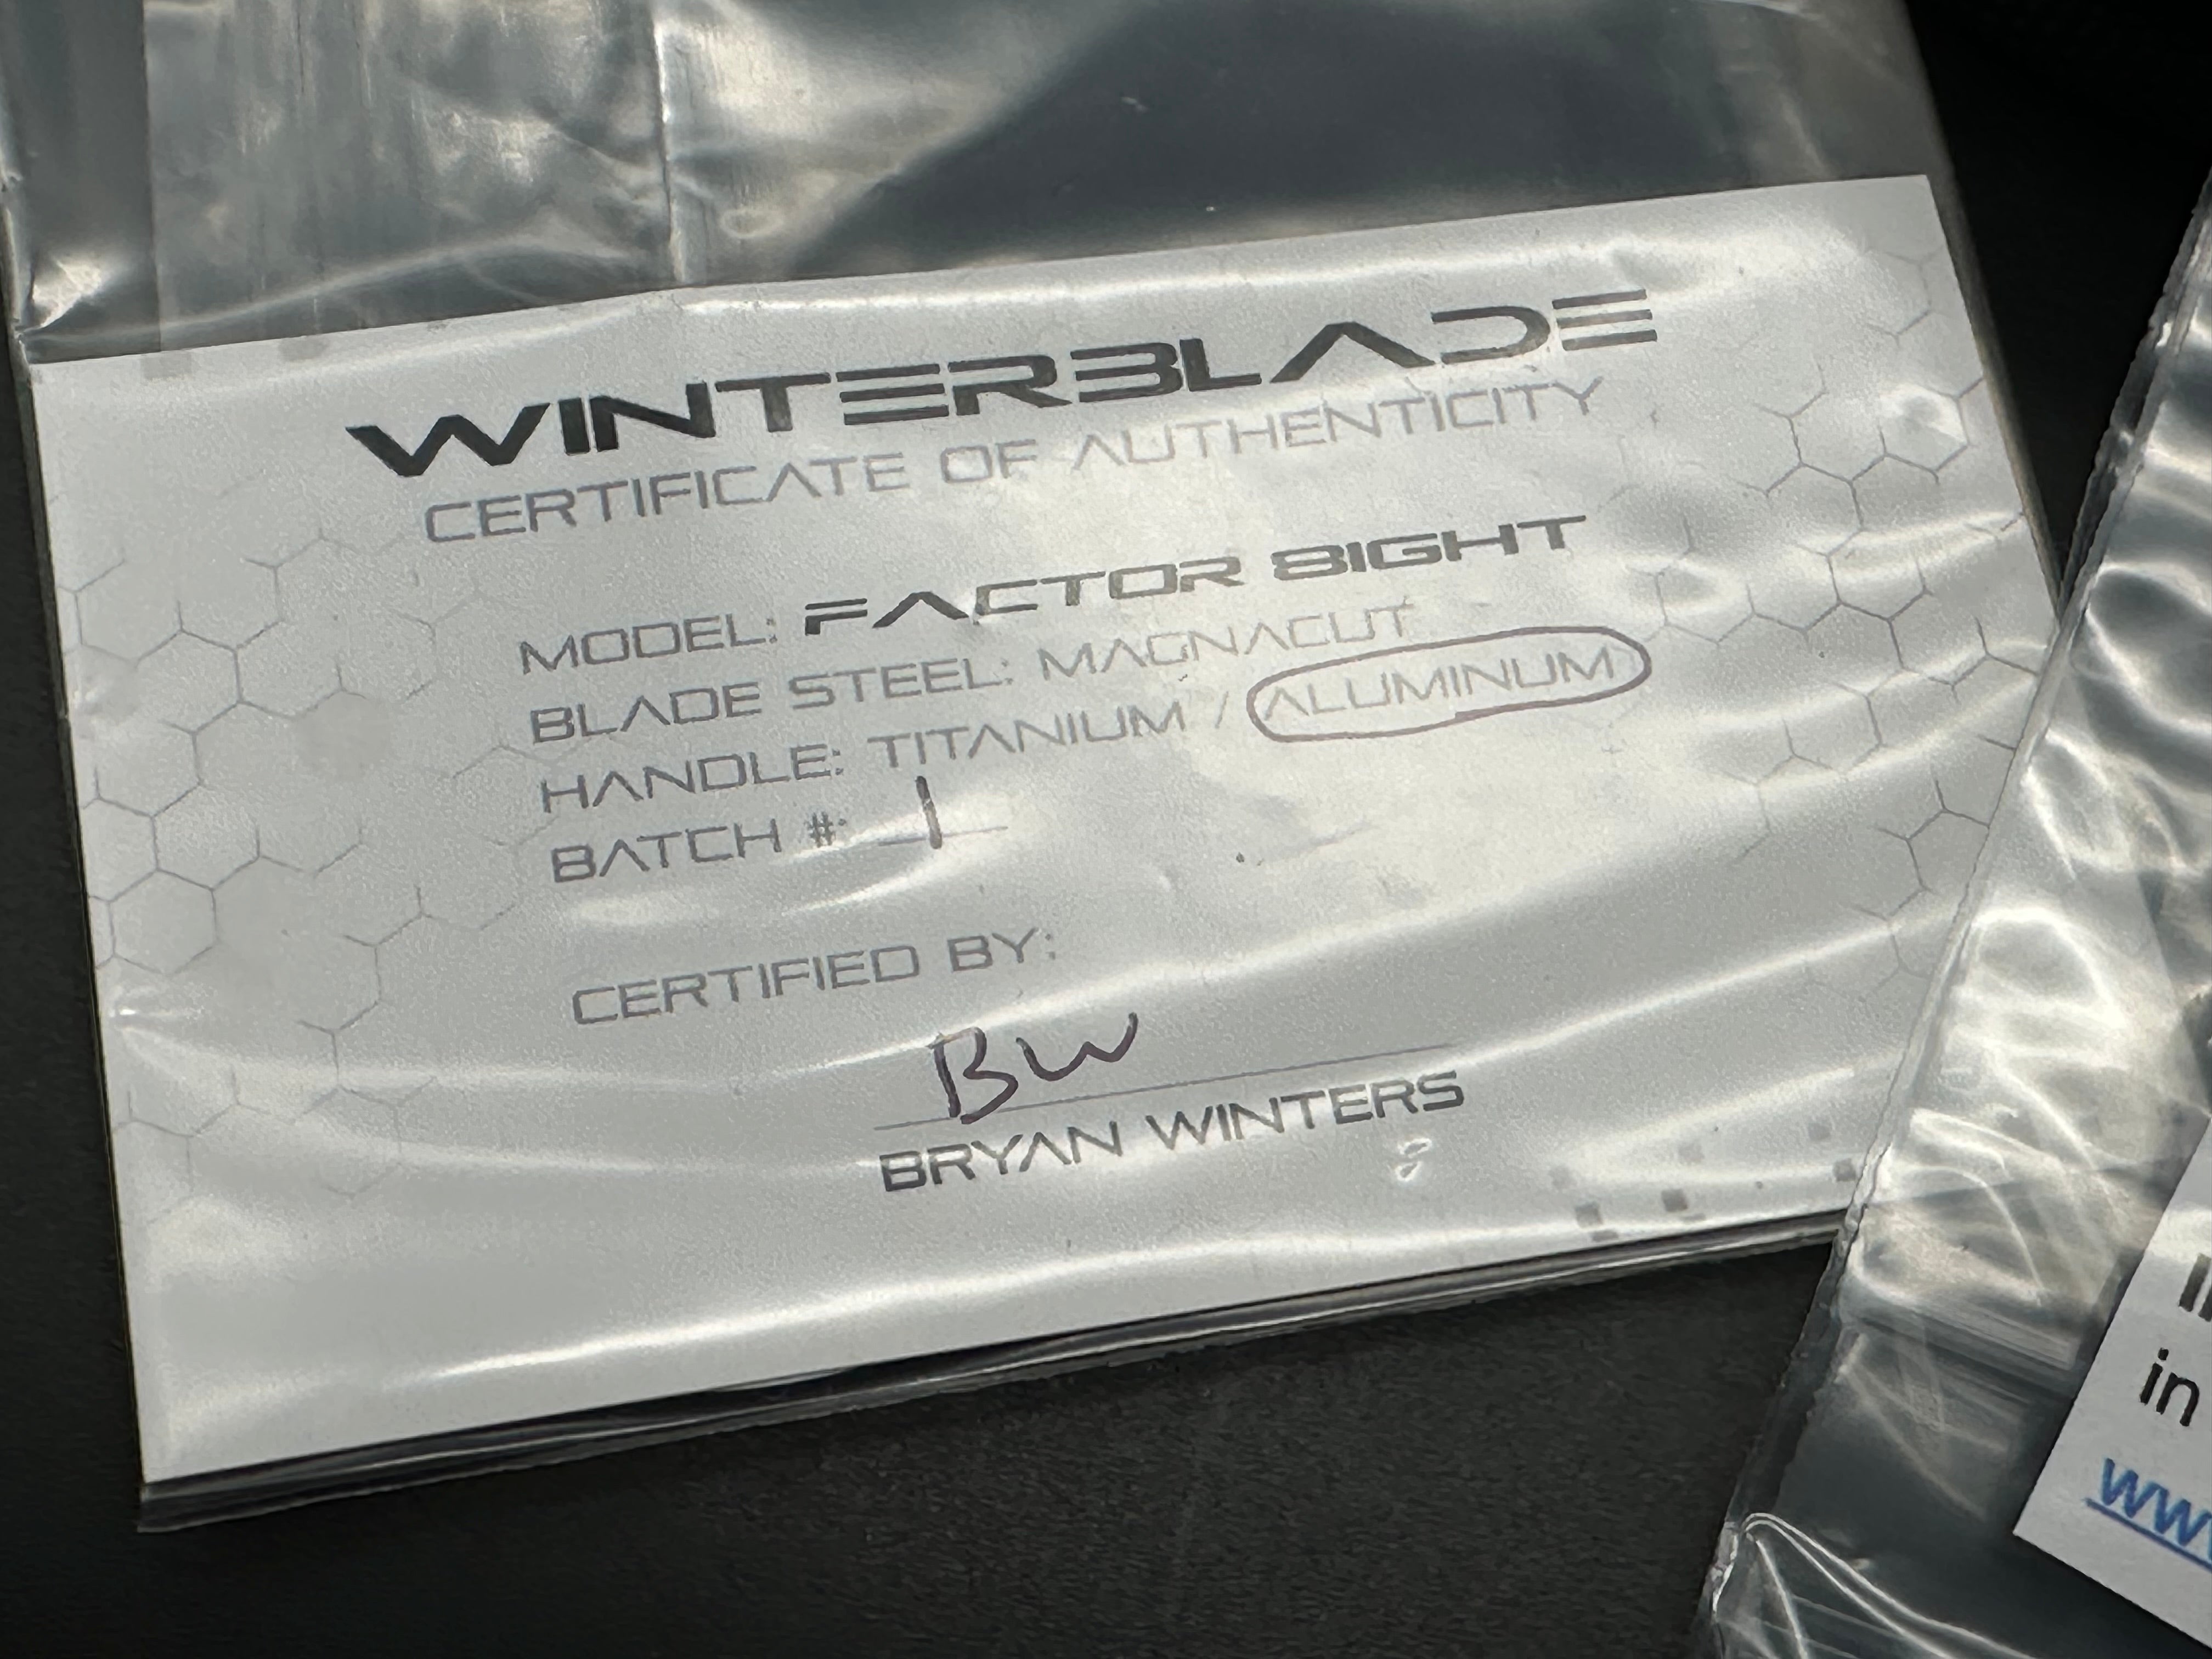 WINTERBLADE
CERTIFICATE OF AUTHENTICITY
MODEL: FACTOR 8IGHT
BLADE STEEL: MAGNACUT
HANDLE: TITANIUM / ALUMINUM
BATCH #: 1
CERTIFIED BY:
BW
BRYAN WINTERS
in
www